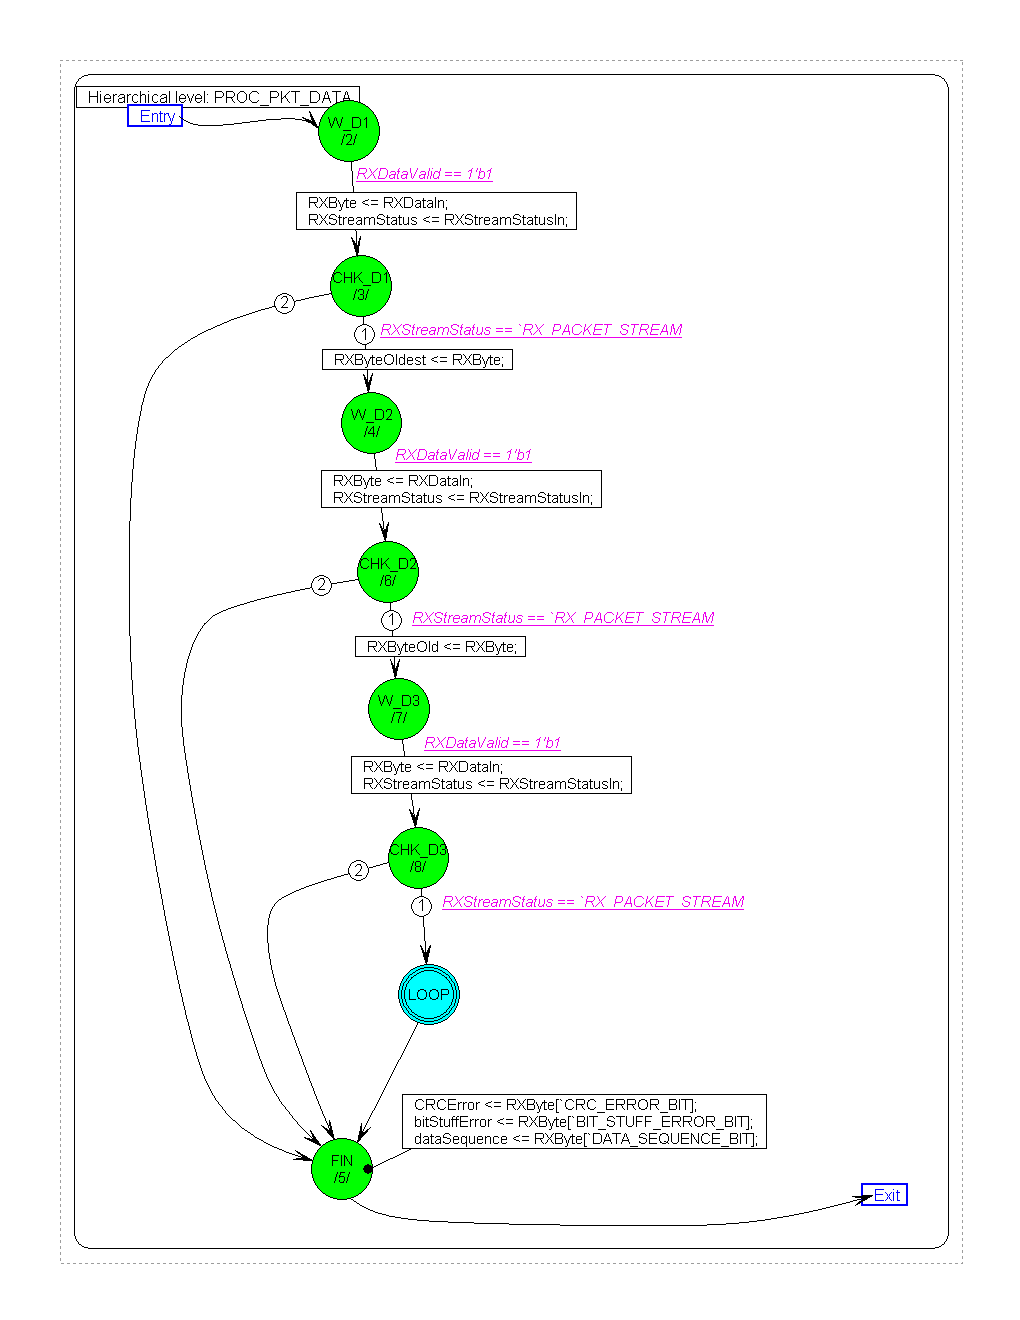 Hierarchical level: PROC_PKT_DATA
Entry
W_D1
/2/
RXDataValid == 1'b1
RXByte <= RXDataIn;
RXStreamStatus <= RXStreamStatusIn;
CHK_D1
/3/
2
1
RXStreamStatus == `RX_PACKET_STREAM
RXByteOldest <= RXByte;
W_D2
/4/
RXDataValid == 1'b1
RXByte <= RXDataIn;
RXStreamStatus <= RXStreamStatusIn;
CHK_D2
/6/
2
1
RXStreamStatus == `RX_PACKET_STREAM
RXByteOld <= RXByte;
W_D3
/7/
RXDataValid == 1'b1
RXByte <= RXDataIn;
RXStreamStatus <= RXStreamStatusIn;
CHK_D3
/8/
2
1
RXStreamStatus == `RX_PACKET_STREAM
LOOP
CRCError <= RXByte[`CRC_ERROR_BIT];
bitStuffError <= RXByte[`BIT_STUFF_ERROR_BIT];
dataSequence <= RXByte[`DATA_SEQUENCE_BIT];
FIN
/5/
Exit